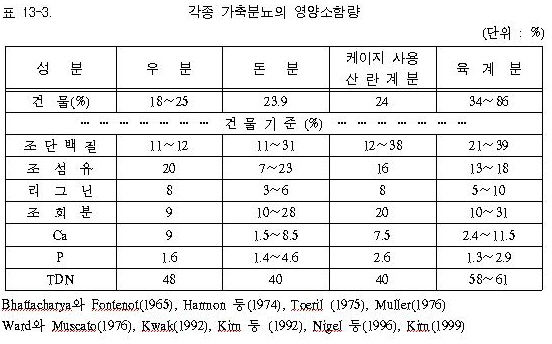 표 13-3. 각종 가축분뇨의 영양소함량
(단위 : %)
성 분 우 분 돈 분 케이지 사용 산 란 계 분 육 계 분
건 물(%) 18~25 23.9 24 34~86
… … … … … … … 건 물 기 준 (%) … … … … … … …
조 단 백 질 11~12 11~31 12~38 21~39
조 섬 유 20 7~23 16 13~18
리 그 닌 8 3~6 8 5~10
조 회 분 9 10~28 20 10~31
Ca 9 1.5~8.5 7.5 2.4~11.5
P 1.6 1.4~4.6 2.6 1.3~2.9
TDN 48 40 40 58~61
Bhattacharya와 Fontenot(1965), Harmon 등(1974), Toeril (1975), Muller(1976)
Ward와 Muscato(1976), Kwak(1992), Kim 등 (1992), Nigel 등(1996), Kim(1999)